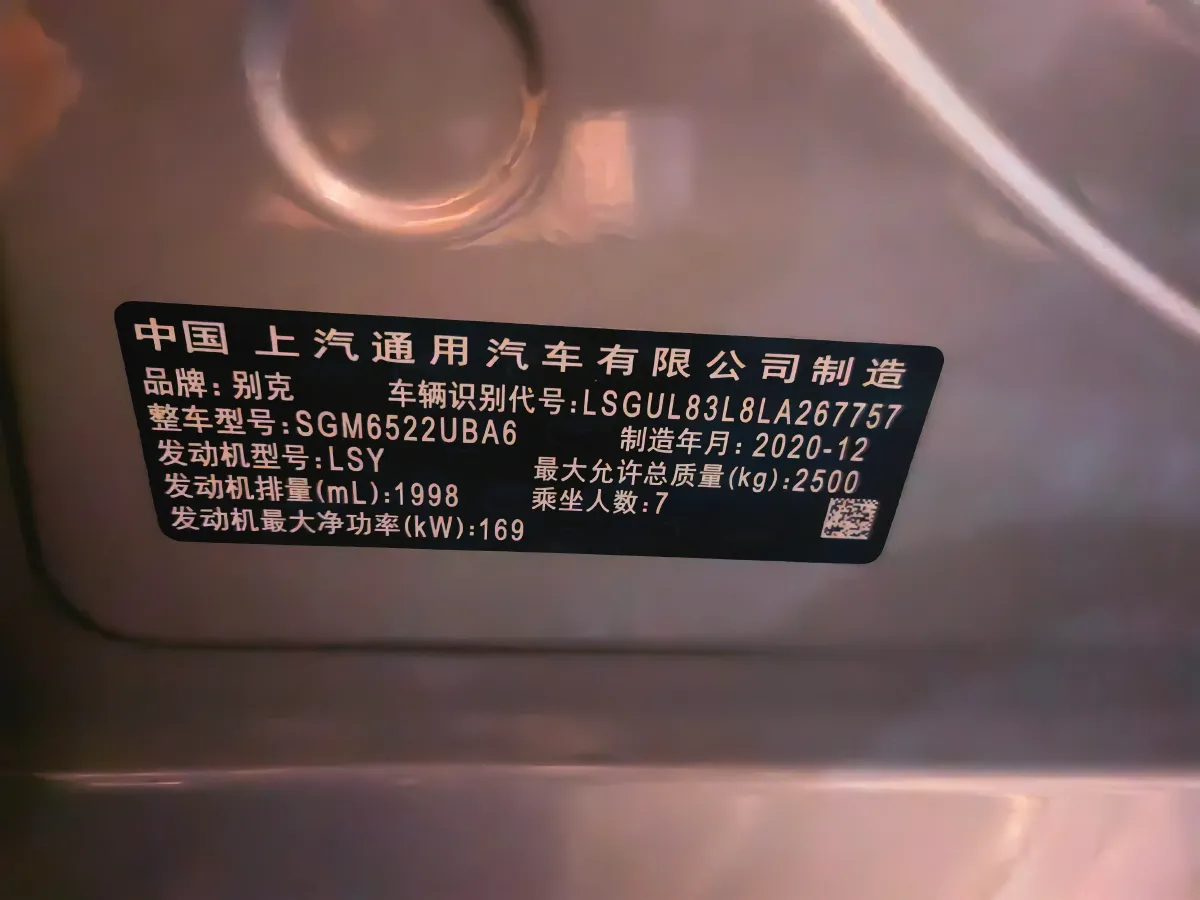 中国 上汽通用汽车有限公司制造
品牌：别克 车辆识别代号：LSGUL83L8LA267757
整车型号：SGM6522UBA6 制造年月：2020-12
发动机型号：LSY 最大允许总质量(kg)：2500
发动机排量(mL)：1998 乘坐人数：7
发动机最大净功率(kW)：169